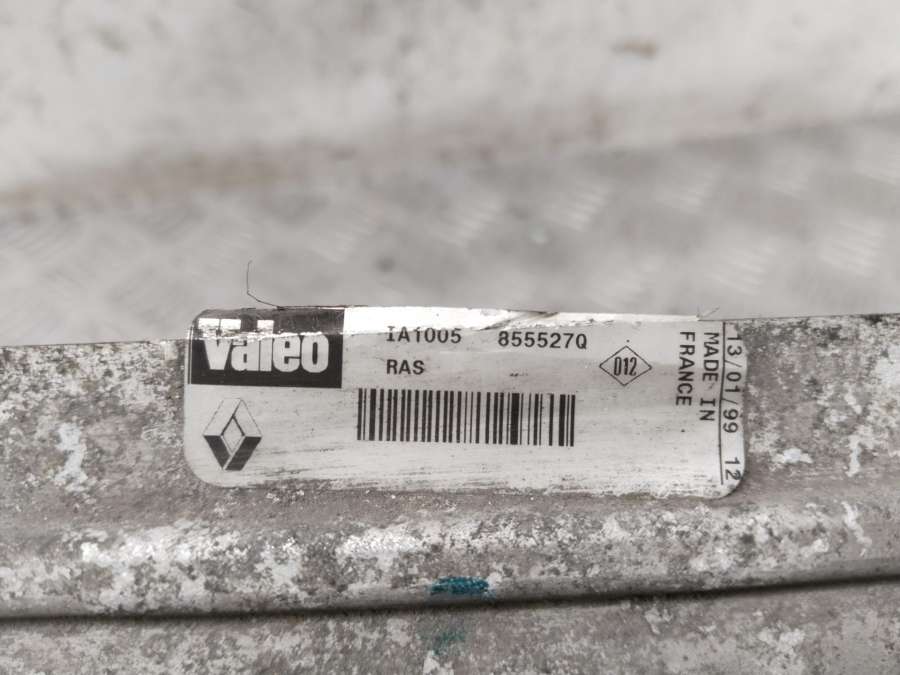 Valeo
IA1005 855527Q
RAS
D12
MADE IN
FRANCE
13/01/99 12